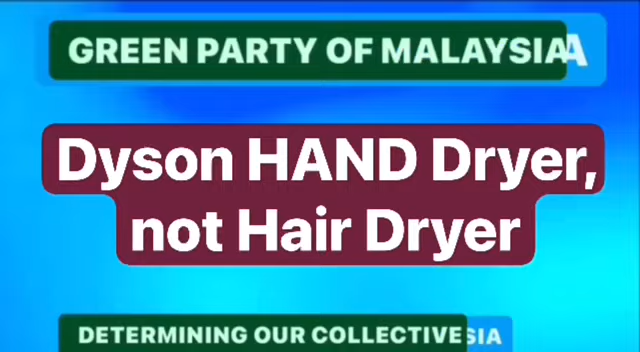 GREEN PARTY OF MALAYSIA
Dyson HAND Dryer,
not Hair Dryer
DETERMINING OUR COLLECTIVE